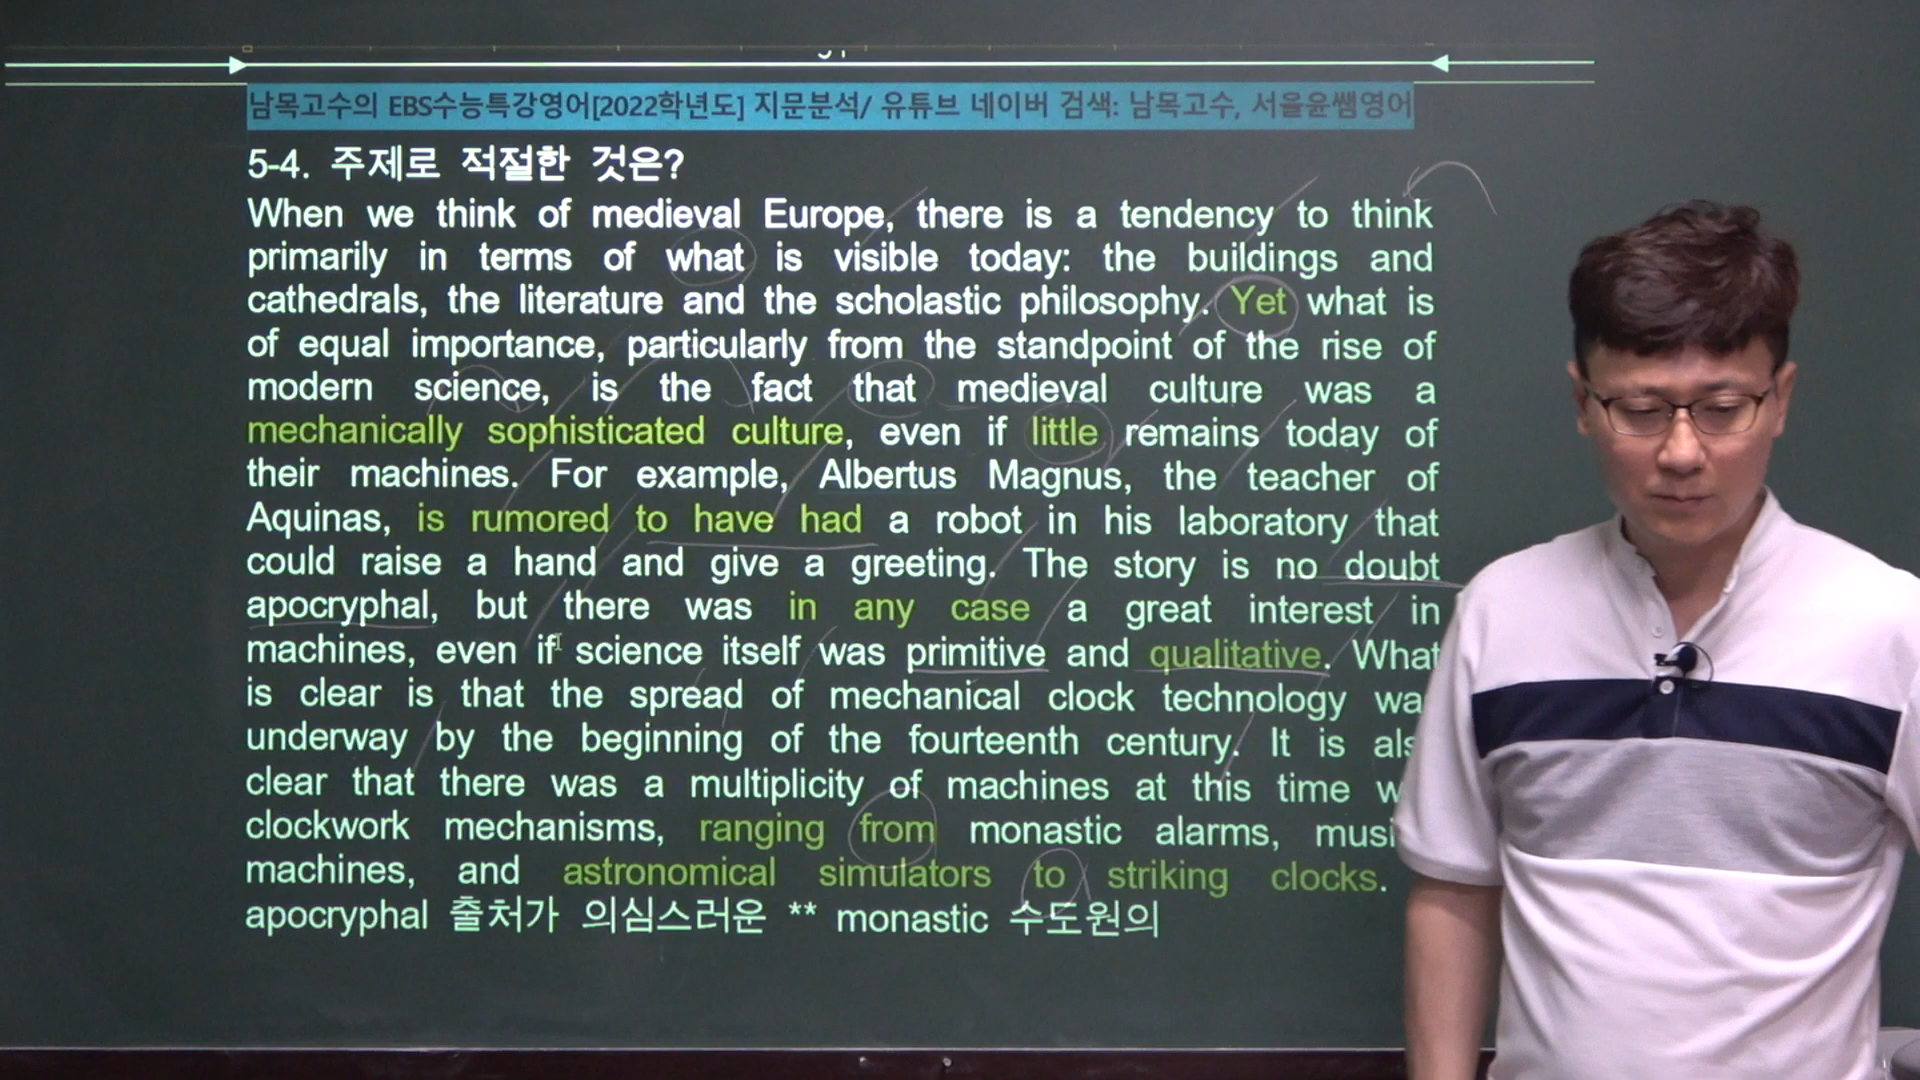 남목고수의 EBS수능특강영어[2022학년도] 지문분석/ 유튜브 네이버 검색: 남목고수, 서울윤쌤영어
5-4. 주제로 적절한 것은?
When we think of medieval Europe, there is a tendency to think
primarily in terms of what is visible today: the buildings and
cathedrals, the literature and the scholastic philosophy. Yet what is
of equal importance, particularly from the standpoint of the rise of
modern science, is the fact that medieval culture was a
mechanically sophisticated culture, even if little remains today of
their machines. For example, Albertus Magnus, the teacher of
Aquinas, is rumored to have had a robot in his laboratory that
could raise a hand and give a greeting. The story is no doubt
apocryphal, but there was in any case a great interest in
machines, even if science itself was primitive and qualitative. What
is clear is that the spread of mechanical clock technology
underway by the beginning of the fourteenth century. It is
clear that there was a multiplicity of machines at this time
clockwork mechanisms, ranging from monastic alarms,
machines, and astronomical simulators to striking clocks.
apocryphal 출처가 의심스러운 ** monastic 수도원의